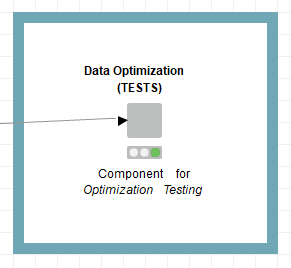 Data Optimization
(TESTS)
Component for
Optimization Testing